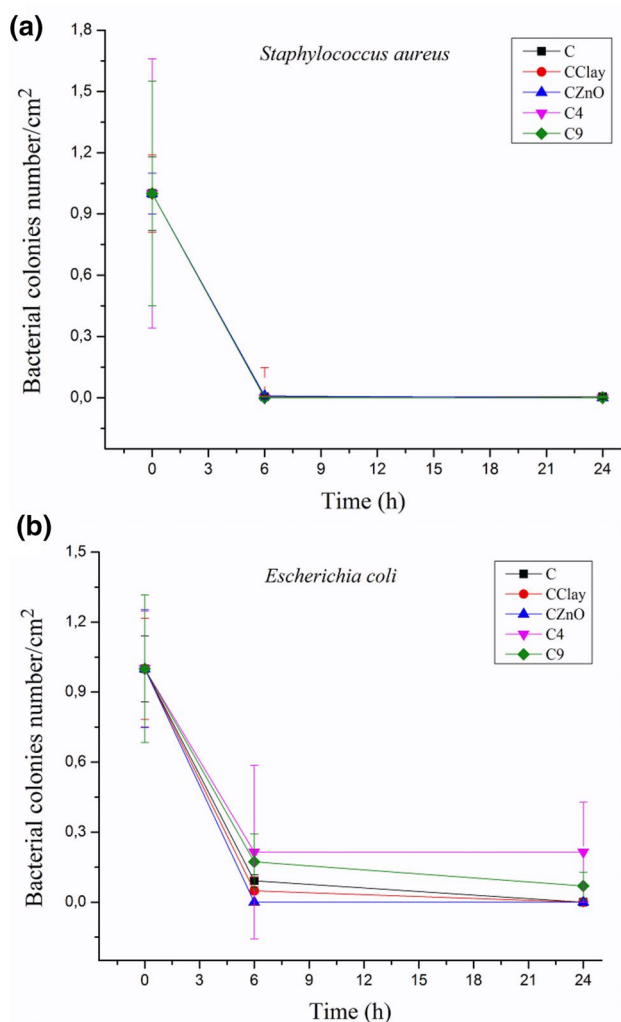 (a)
Staphylococcus aureus
C
CClay
CZnO
C4
C9
1,8
1,5
1,2
0,9
0,6
0,3
0,0
Bacterial colonies number/cm²
0 3 6 9 12 15 18 21 24
Time (h)
(b)
Escherichia coli
C
CClay
CZnO
C4
C9
1,5
1,2
0,9
0,6
0,3
0,0
Bacterial colonies number/cm²
0 3 6 9 12 15 18 21 24
Time (h)